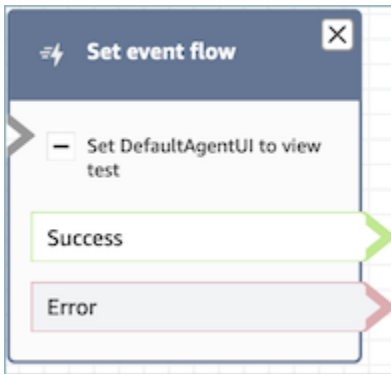 Set event flow
Set DefaultAgentUI to view
test
Success
Error